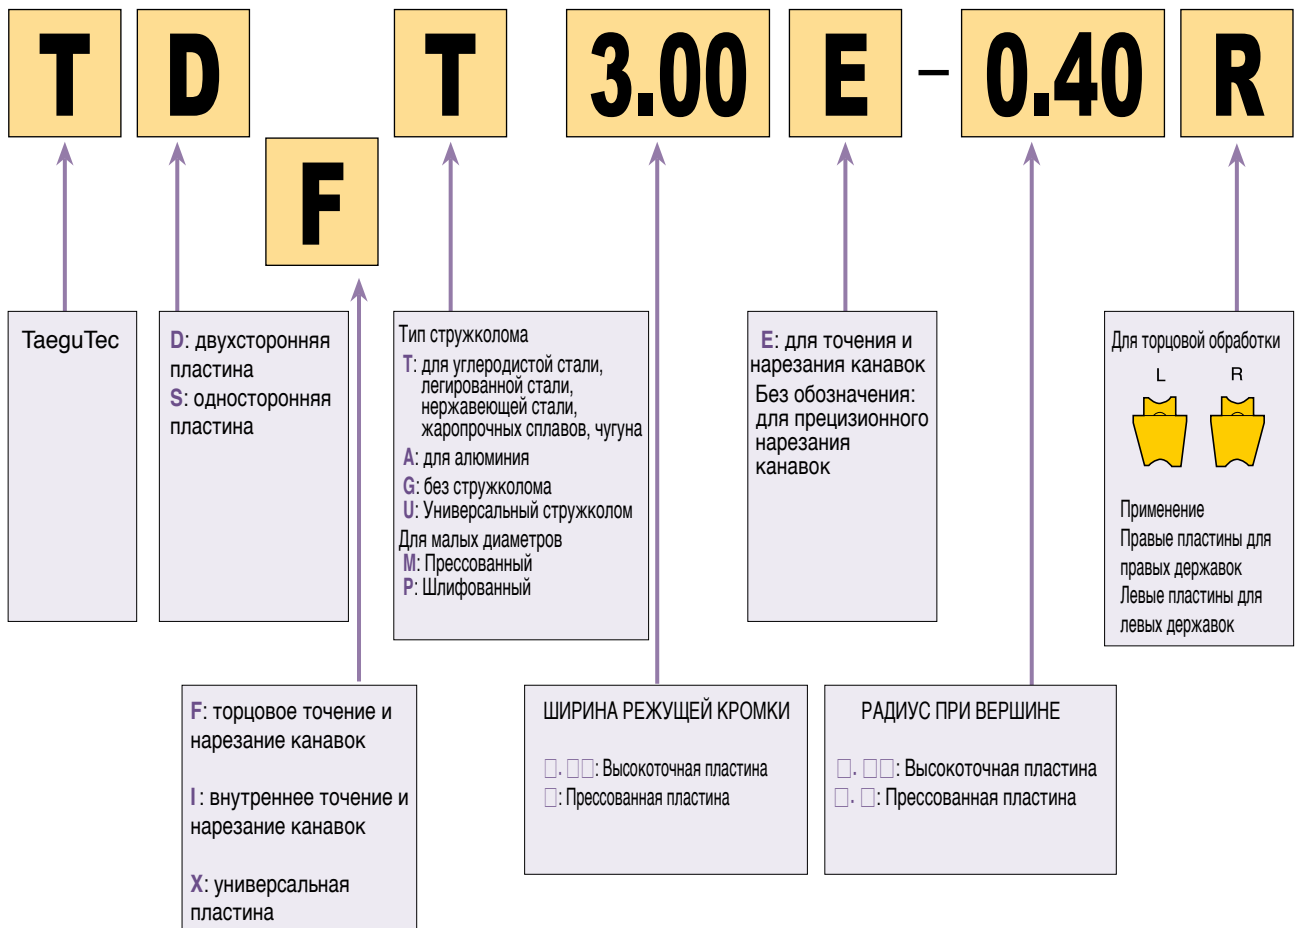 T D T 3.00 E – 0.40 R
F
TaeguTec
D: двухсторонняя
пластина
S: односторонняя
пластина
Тип стружколома
T: для углеродистой стали,
легированной стали,
нержавеющей стали,
жаропрочных сплавов, чугуна
A: для алюминия
G: без стружколома
U: Универсальный стружколом
Для малых диаметров
M: Прессованный
P: Шлифованный
E: для точения и
нарезания канавок
Без обозначения:
для прецизионного
нарезания
канавок
Для торцовой обработки
L R
Применение
Правые пластины для
правых державок
Левые пластины для
левых державок
F: торцовое точение и
нарезание канавок
I: внутреннее точение и
нарезание канавок
X: универсальная
пластина
ШИРИНА РЕЖУЩЕЙ КРОМКИ
□. □□: Высокоточная пластина
□: Прессованная пластина
РАДИУС ПРИ ВЕРШИНЕ
□. □□: Высокоточная пластина
□. □: Прессованная пластина